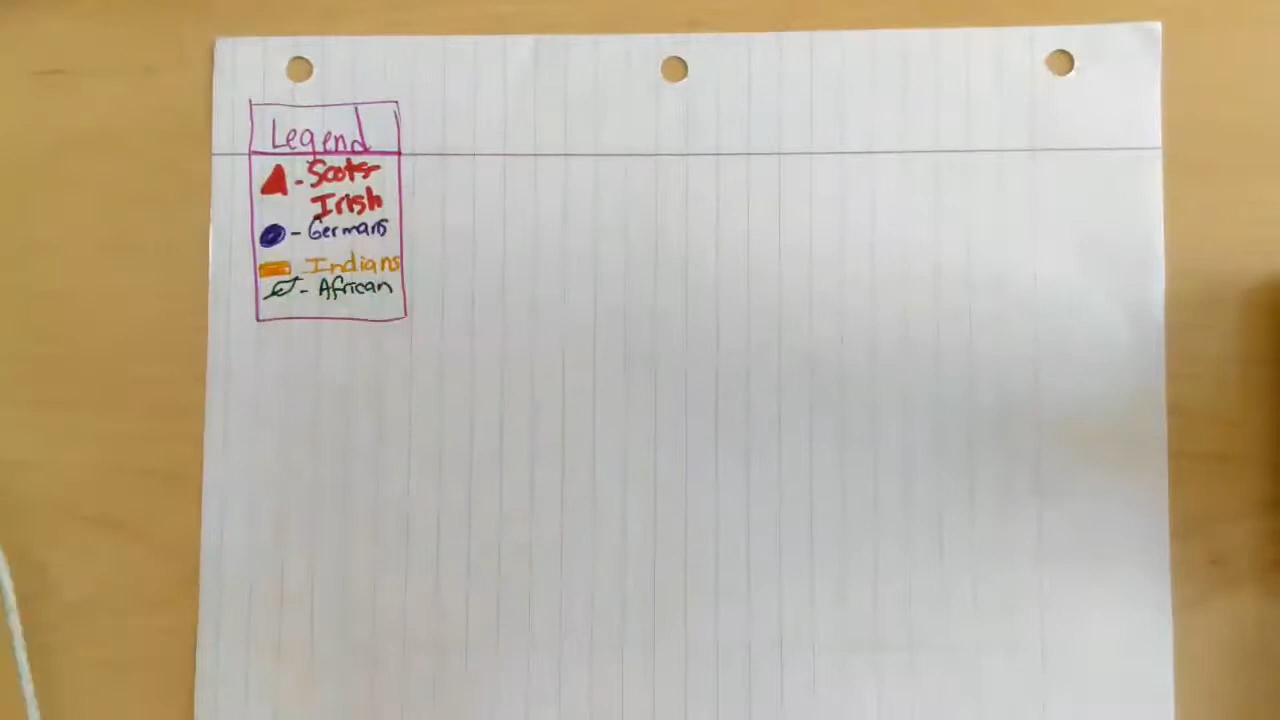 Legend
- Scots-
Irish
- Germans
Indians
- African